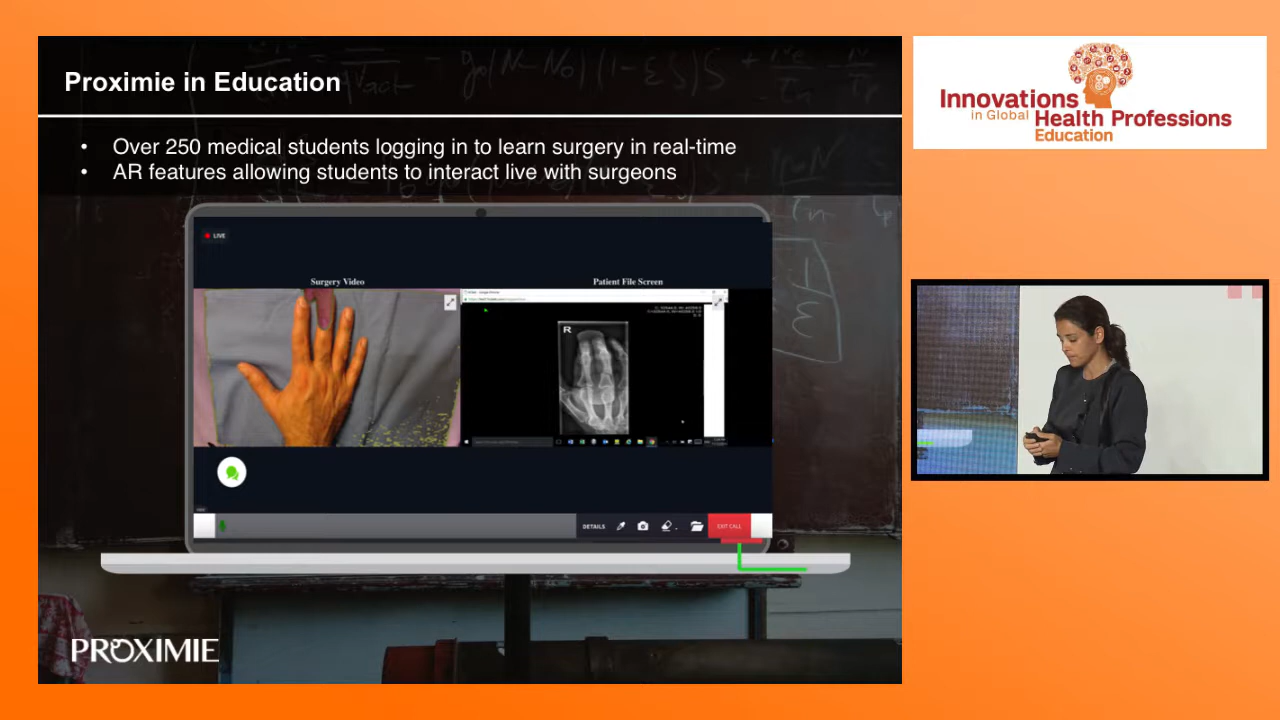 Proximie in Education
• Over 250 medical students logging in to learn surgery in real-time
• AR features allowing students to interact live with surgeons
LIVE
Surgery Video
Patient File Screen
R
DETAILS
EXIT CALL
PROXIMIE
Innovations
in Global Health Professions
Education